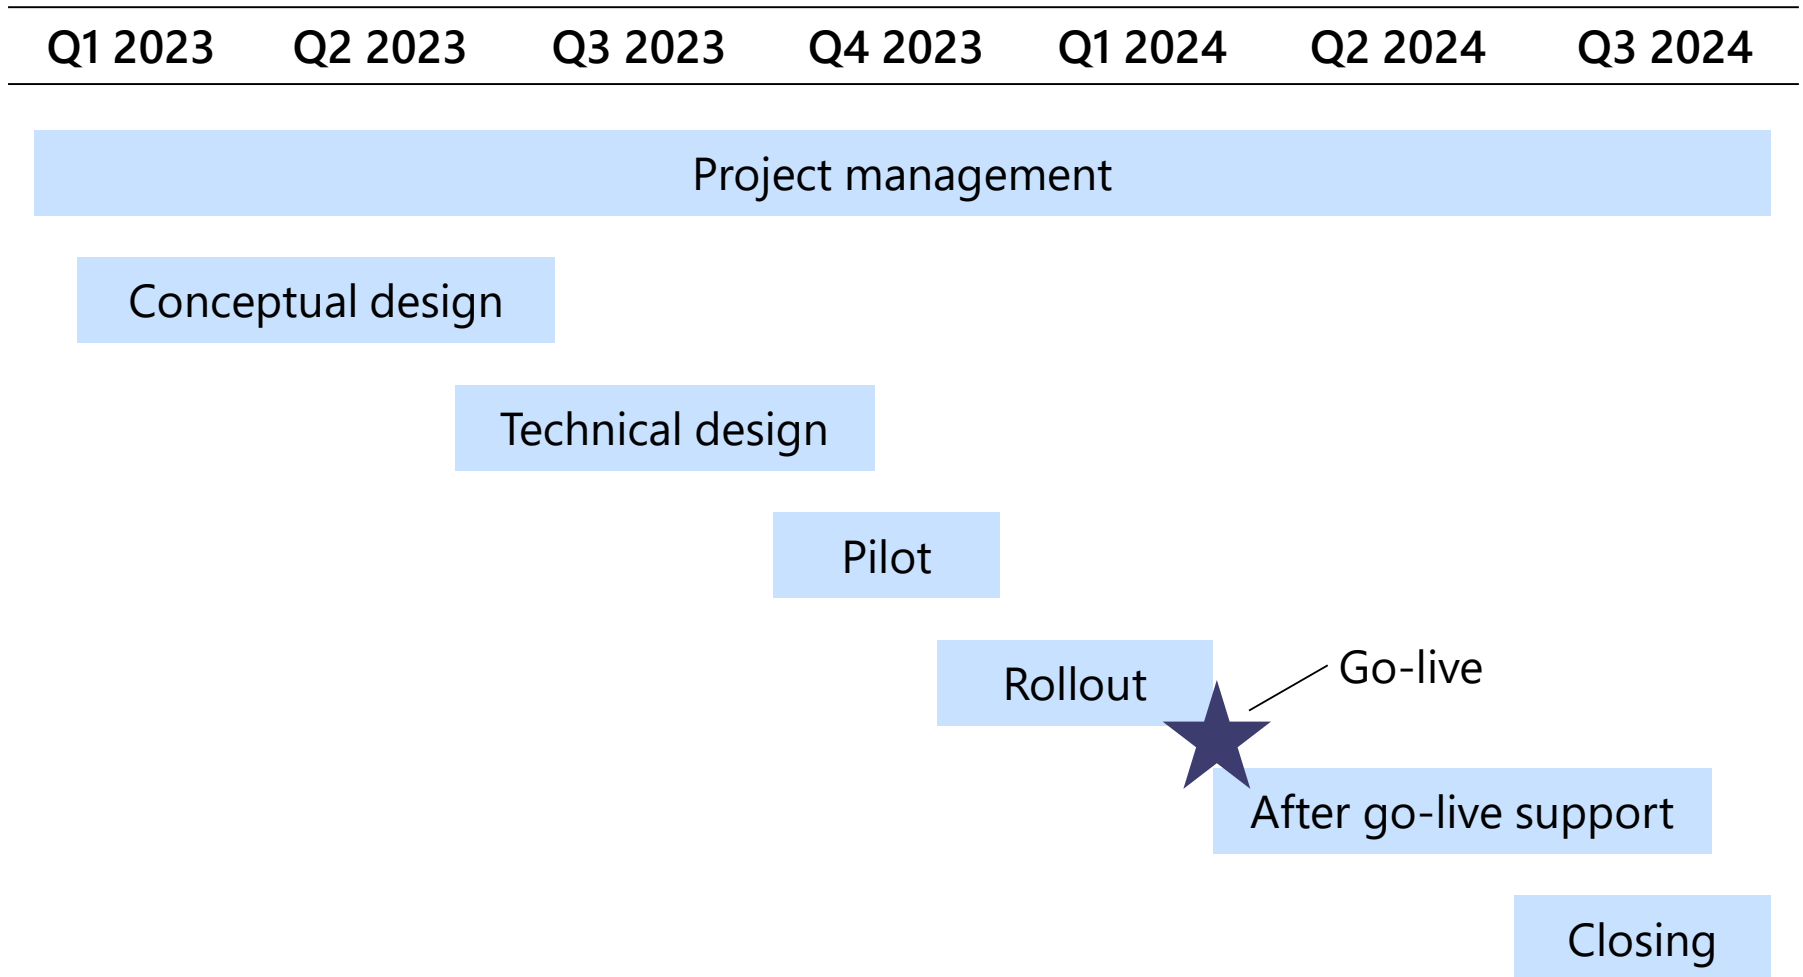 Q1 2023 Q2 2023 Q3 2023 Q4 2023 Q1 2024 Q2 2024 Q3 2024
Project management
Conceptual design
Technical design
Pilot
Rollout
Go-live
After go-live support
Closing